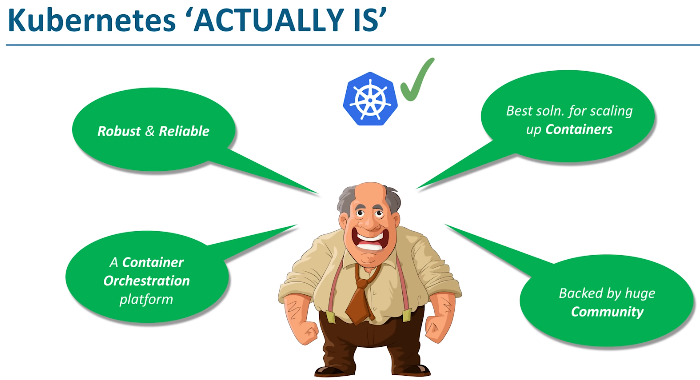 Kubernetes ‘ACTUALLY IS’
Robust & Reliable
Best soln. for scaling
up Containers
A Container
Orchestration
platform
Backed by huge
Community